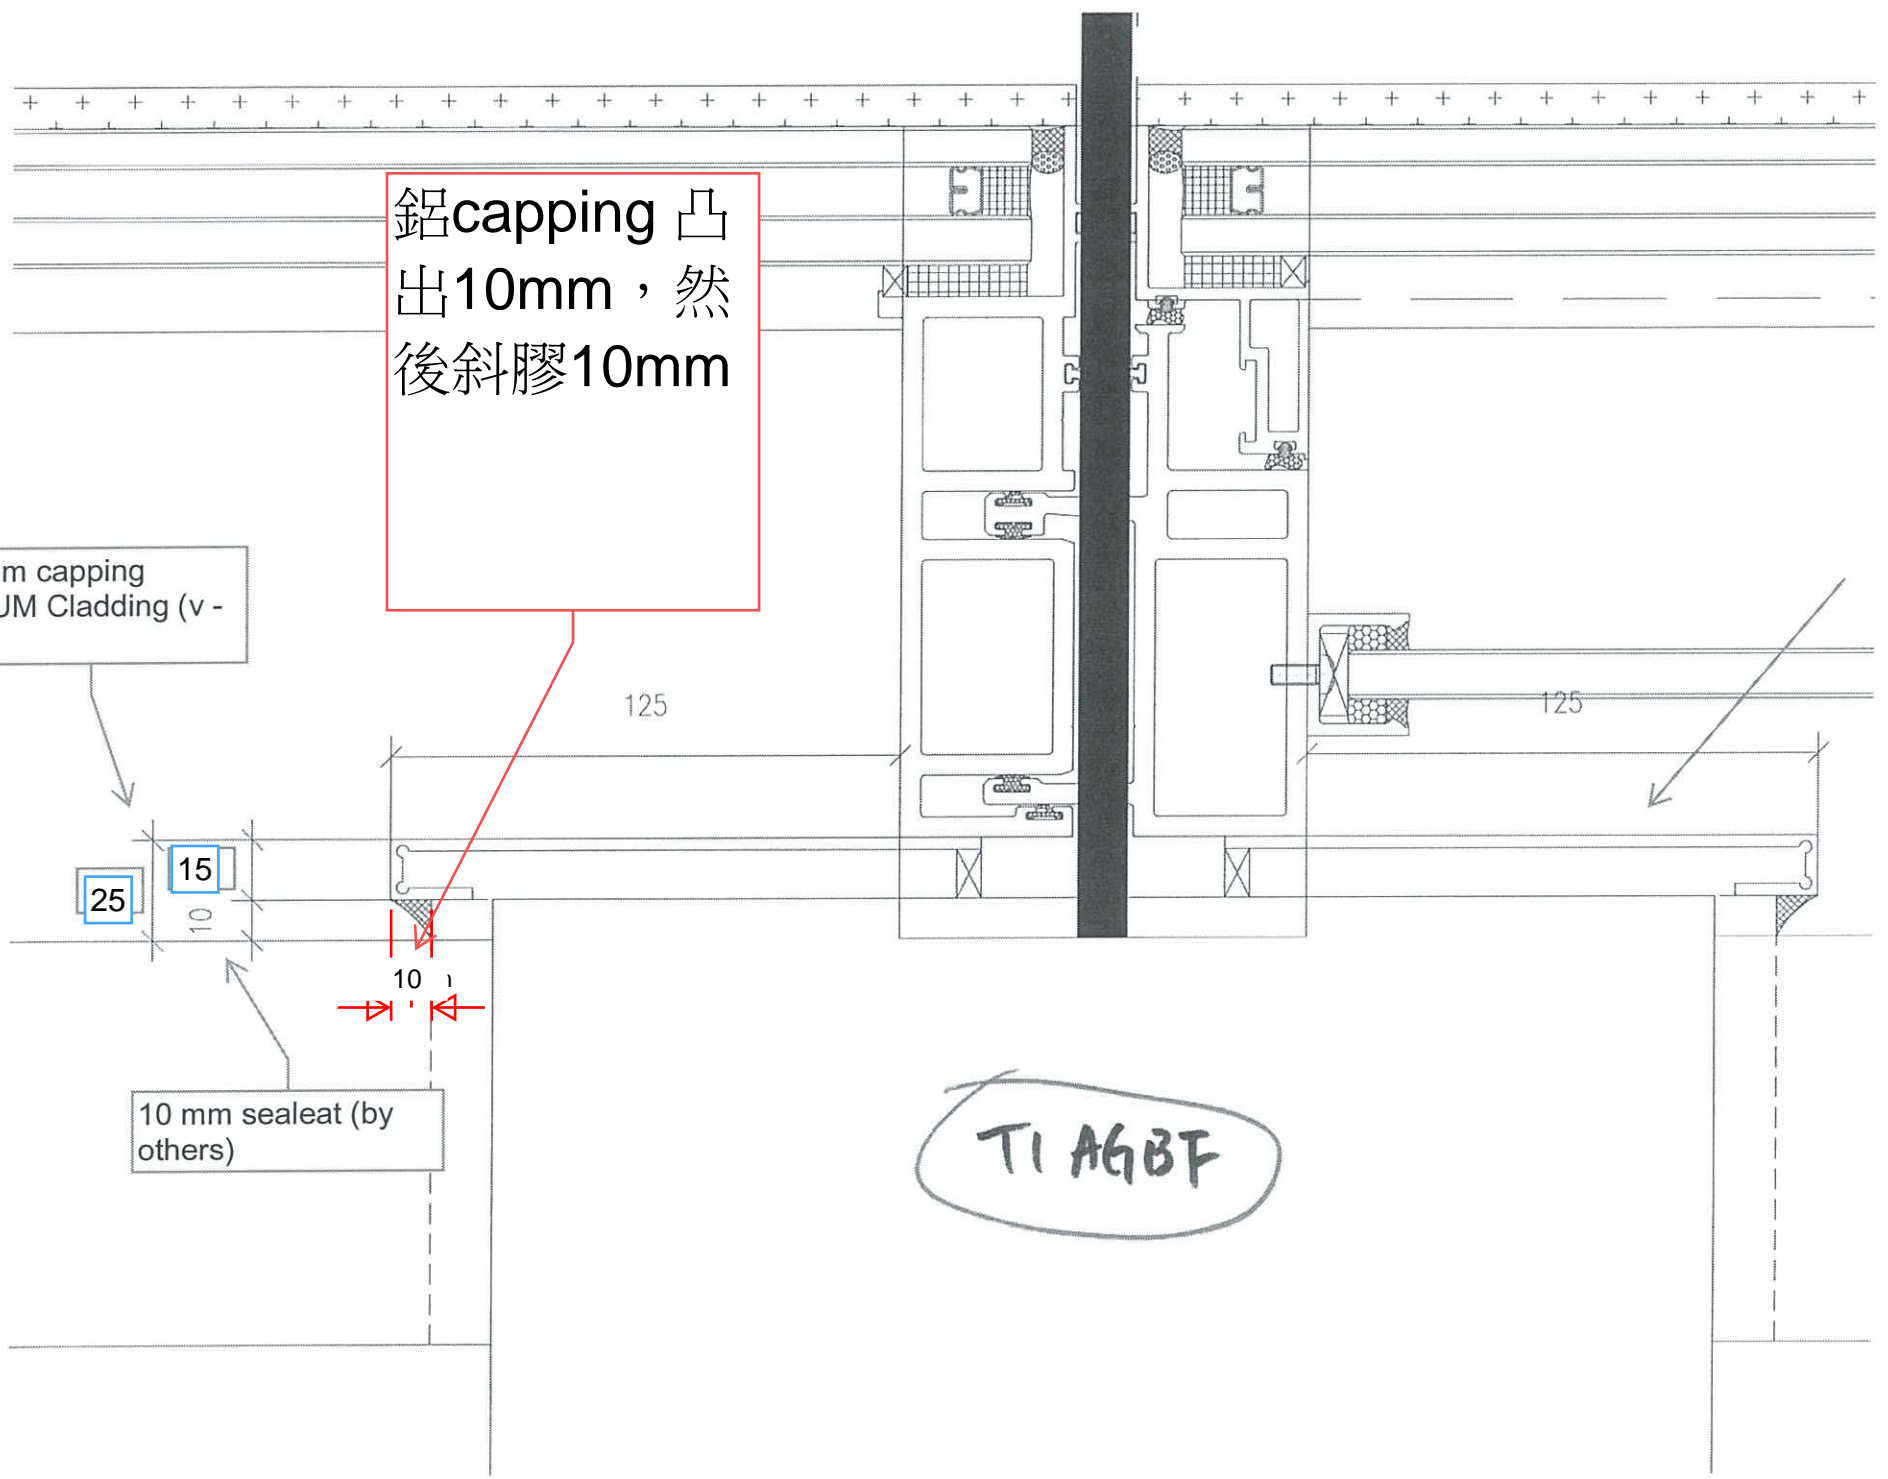 鋁capping 凸
出10mm，然
後斜膠10mm
m capping
UM Cladding (v -
125
125
15
25
10
10
10 mm sealeat (by
others)
T1 AGBF